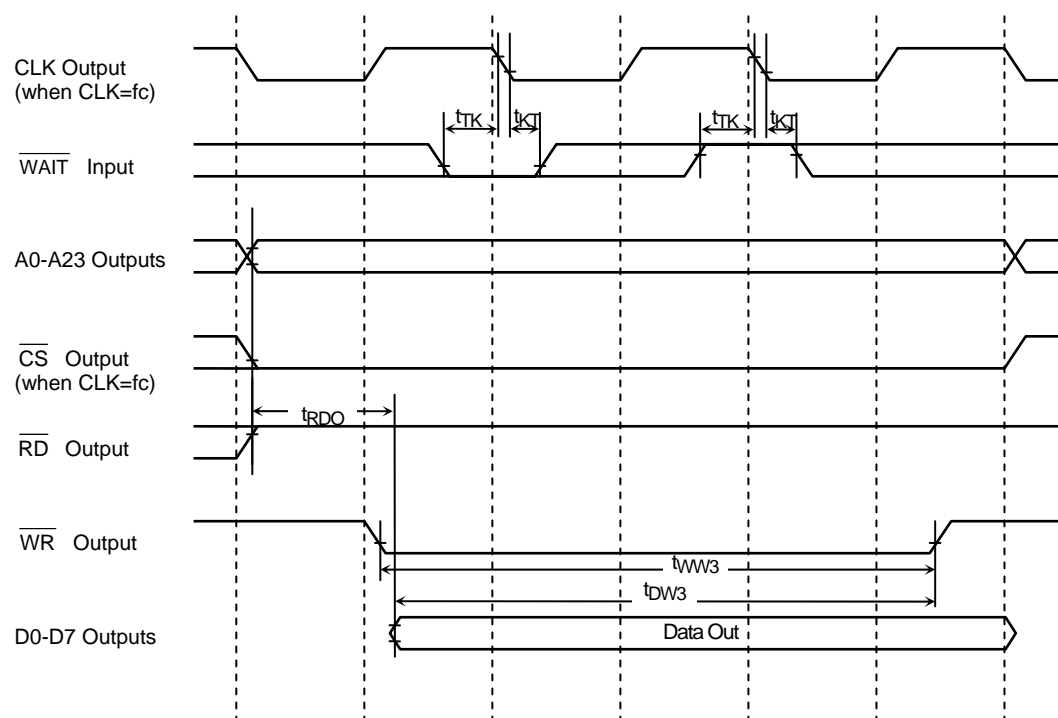 CLK Output
(when CLK=fc)
tTK
tKT
tTK
tKT
WAIT Input
A0-A23 Outputs
CS Output
(when CLK=fc)
tRDO
RD Output
WR Output
tWW3
tDW3
D0-D7 Outputs
Data Out